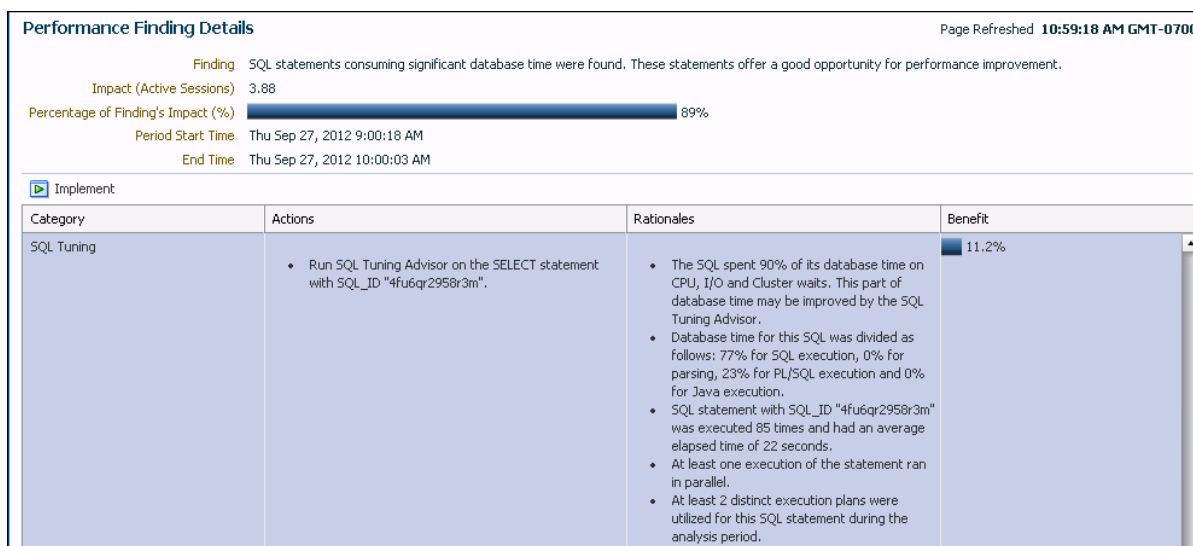 Performance Finding Details
Page Refreshed 10:59:18 AM GMT-0700
Finding SQL statements consuming significant database time were found. These statements offer a good opportunity for performance improvement.
Impact (Active Sessions) 3.88
Percentage of Finding's Impact (%) 89%
Period Start Time Thu Sep 27, 2012 9:00:18 AM
End Time Thu Sep 27, 2012 10:00:03 AM
Implement
Category Actions Rationales Benefit
SQL Tuning
• Run SQL Tuning Advisor on the SELECT statement
with SQL_ID "4fu6qr2958r3m".
• The SQL spent 90% of its database time on
CPU, I/O and Cluster waits. This part of
database time may be improved by the SQL
Tuning Advisor.
• Database time for this SQL was divided as
follows: 77% for SQL execution, 0% for
parsing, 23% for PL/SQL execution and 0%
for Java execution.
• SQL statement with SQL_ID "4fu6qr2958r3m"
was executed 85 times and had an average
elapsed time of 22 seconds.
• At least one execution of the statement ran
in parallel.
• At least 2 distinct execution plans were
utilized for this SQL statement during the
analysis period.
11.2%